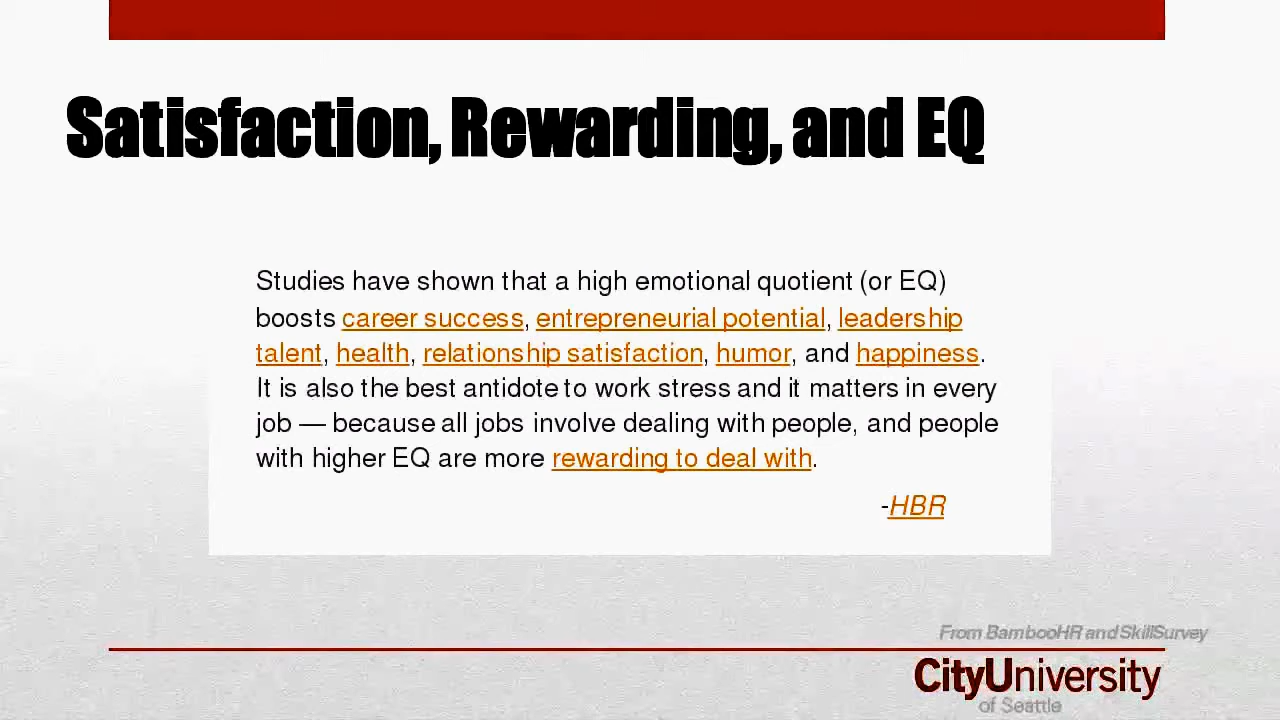 Satisfaction, Rewarding, and EQ
Studies have shown that a high emotional quotient (or EQ)
boosts career success, entrepreneurial potential, leadership
talent, health, relationship satisfaction, humor, and happiness.
It is also the best antidote to work stress and it matters in every
job — because all jobs involve dealing with people, and people
with higher EQ are more rewarding to deal with.
-HBR
From BambooHR and SkillSurvey
CityUniversity
of Seattle